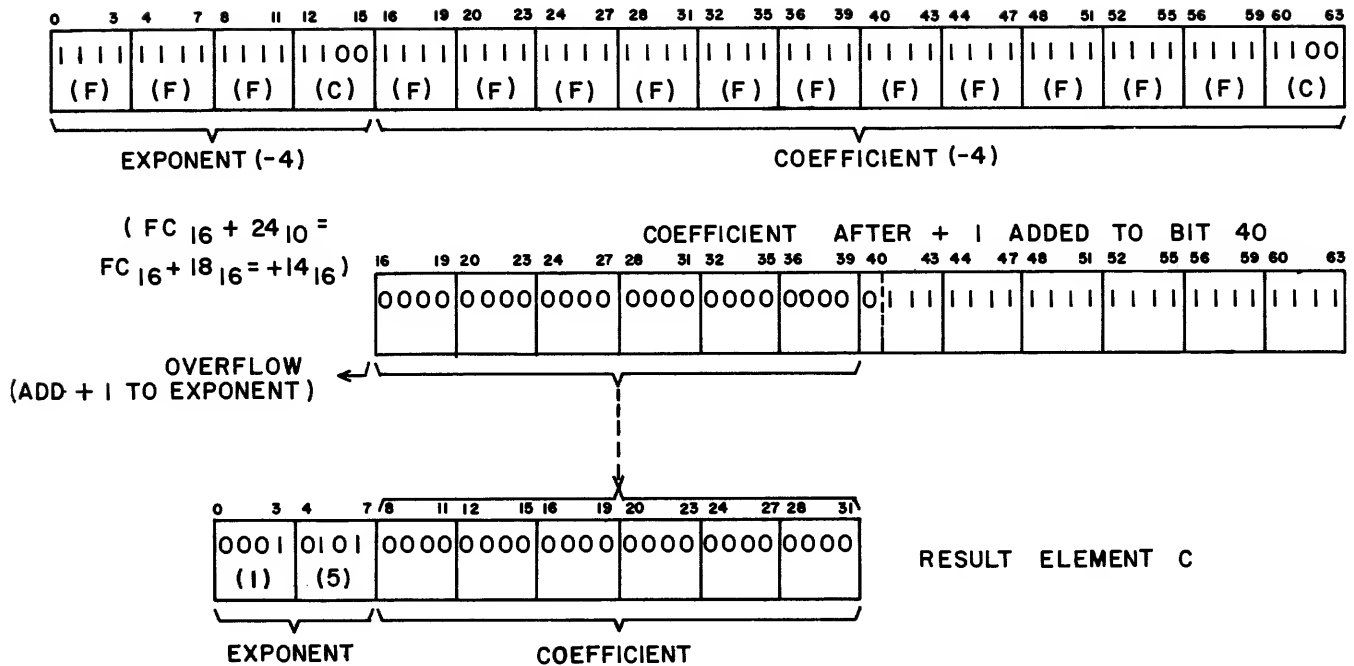 0 3 4 7 8 11 12 15 16 19 20 23 24 27 28 31 32 35 36 39 40 43 44 47 48 51 52 55 56 59 60 63
1111 1111 1111 1100 1111 1111 1111 1111 1111 1111 1111 1111 1111 1111 1111 1100
(F) (F) (F) (C) (F) (F) (F) (F) (F) (F) (F) (F) (F) (F) (F) (C)
EXPONENT (-4) COEFFICIENT (-4)
( FC 16 + 24 10 =
FC 16 + 18 16 = +14 16 )
COEFFICIENT AFTER + 1 ADDED TO BIT 40
16 19 20 23 24 27 28 31 32 35 36 39 40 43 44 47 48 51 52 55 56 59 60 63
0000 0000 0000 0000 0000 0000 0111 1111 1111 1111 1111 1111
OVERFLOW
(ADD + 1 TO EXPONENT)
0 3 4 7 8 11 12 15 16 19 20 23 24 27 28 31
0001 0101 0000 0000 0000 0000 0000 0000
(1) (5)
RESULT ELEMENT C
EXPONENT COEFFICIENT